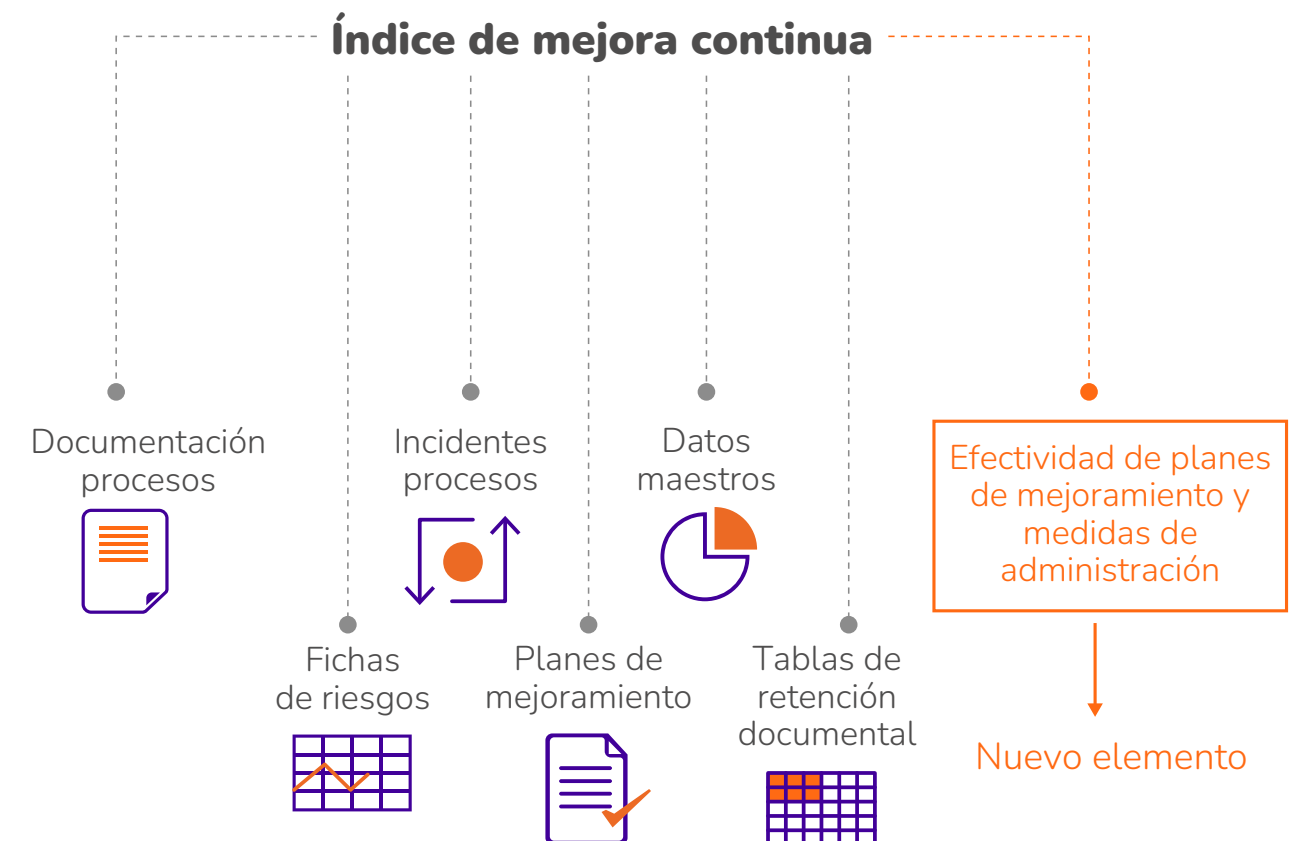 Índice de mejora continua
Documentación
procesos
Incidentes
procesos
Datos
maestros
Efectividad de planes
de mejoramiento y
medidas de
administración
Fichas
de riesgos
Planes de
mejoramiento
Tablas de
retención
documental
Nuevo elemento